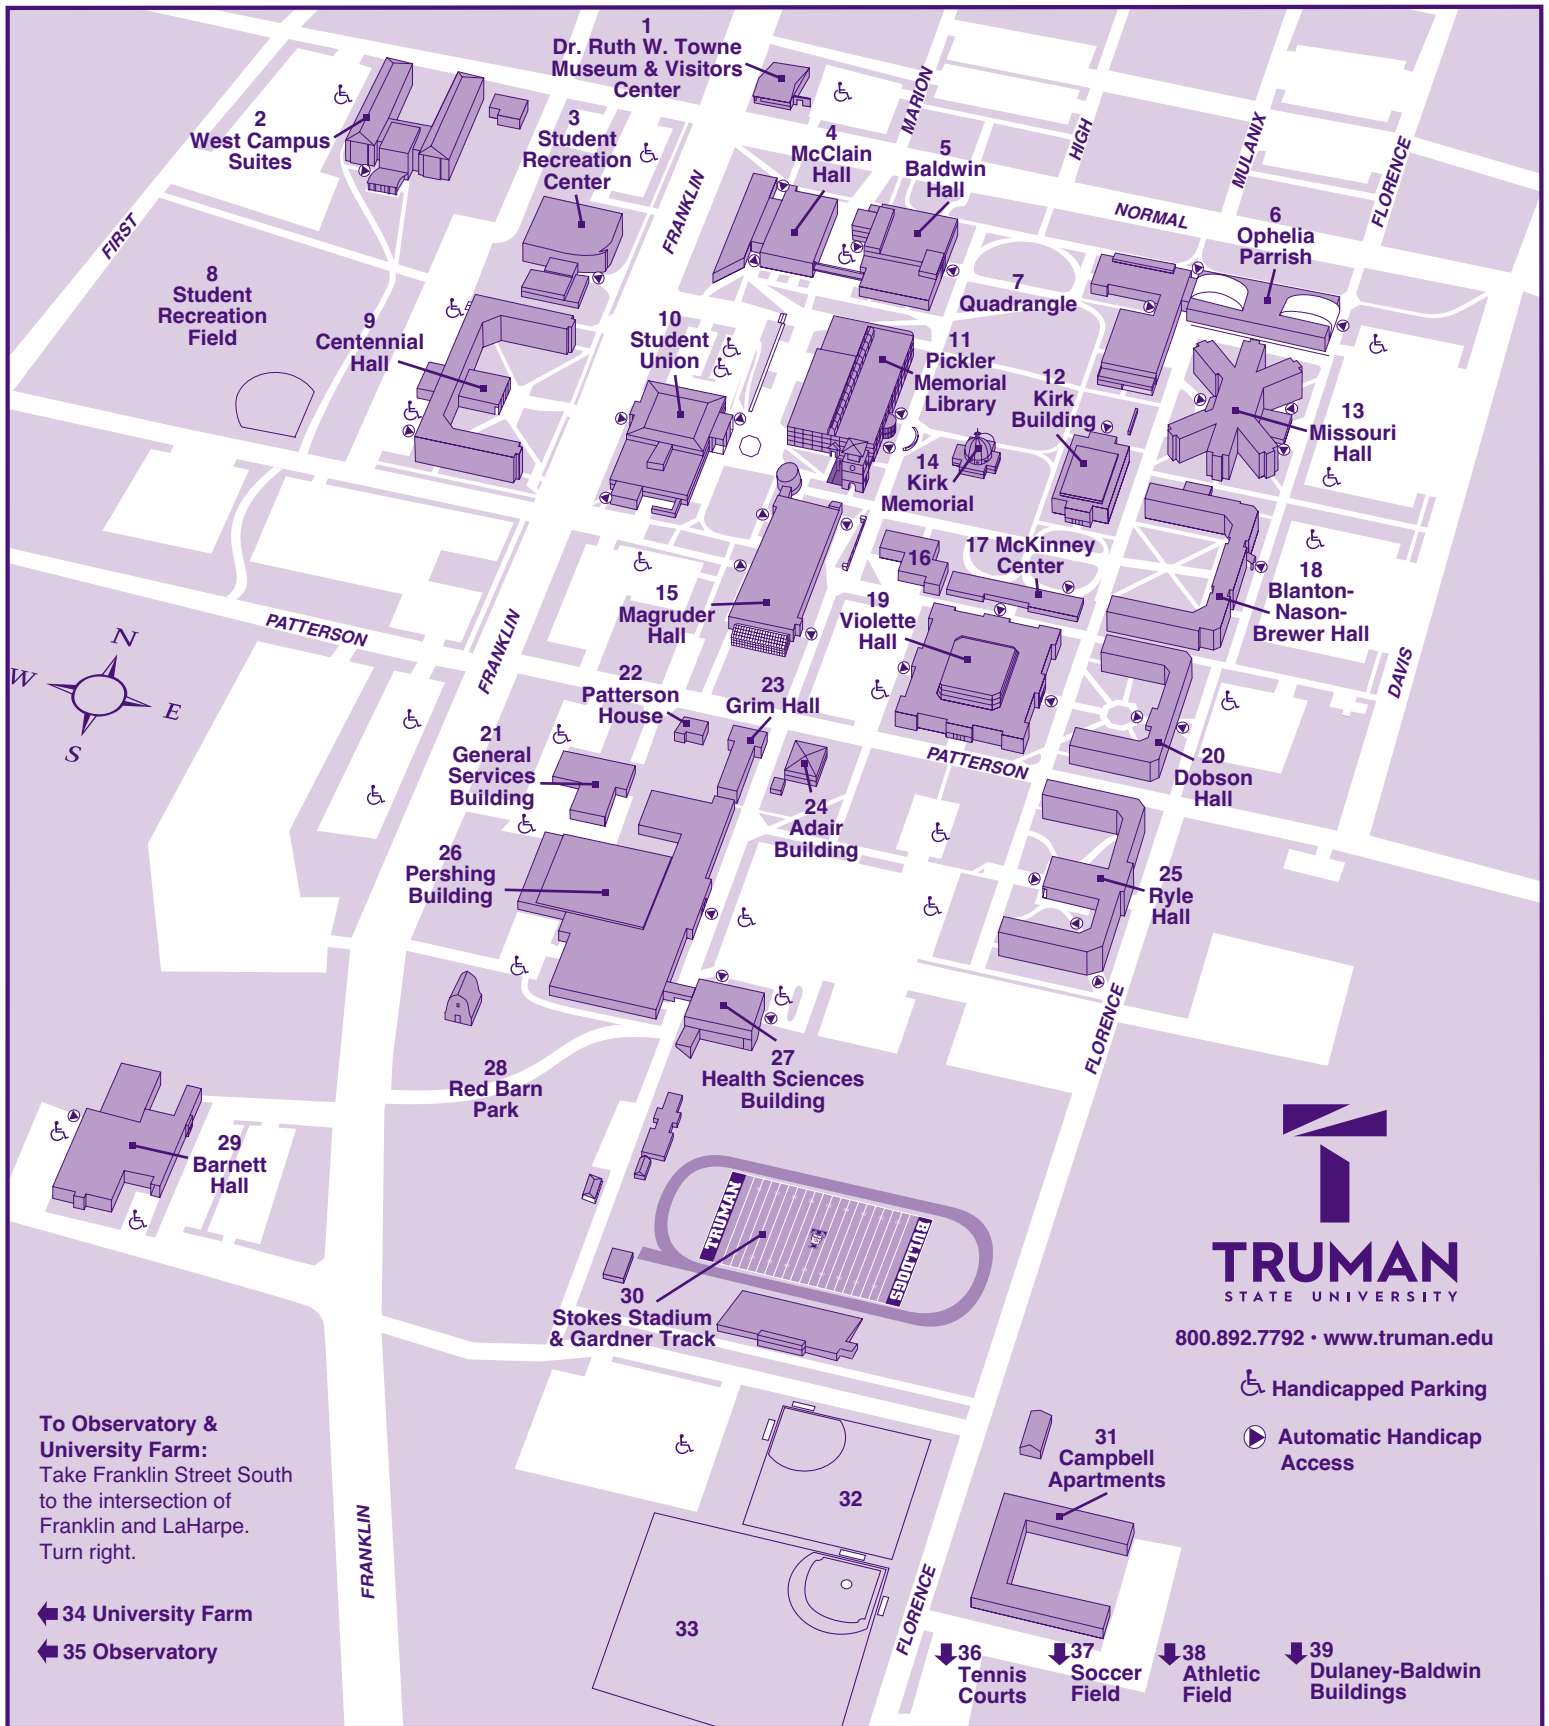 1
Dr. Ruth W. Towne
Museum & Visitors
Center
2
West Campus
Suites
3
Student
Recreation
Center
4
McClain
Hall
5
Baldwin
Hall
MARION
HIGH
MULANIX
FLORENCE
NORMAL
FIRST
FRANKLIN
6
Ophelia
Parrish
7
Quadrangle
8
Student
Recreation
Field
9
Centennial
Hall
10
Student
Union
11
Pickler
Memorial
Library
12
Kirk
Building
13
Missouri
Hall
14
Kirk
Memorial
15
Magruder
Hall
16
17 McKinney
Center
18
Blanton-
Nason-
Brewer Hall
19
Violette
Hall
PATTERSON
FRANKLIN
DAVIS
N
W
E
S
20
Dobson
Hall
21
General
Services
Building
22
Patterson
House
23
Grim Hall
PATTERSON
24
Adair
Building
25
Ryle
Hall
26
Pershing
Building
27
Health Sciences
Building
28
Red Barn
Park
FLORENCE
29
Barnett
Hall
TRUMAN
BULLDOGS
30
Stokes Stadium
& Gardner Track
TRUMAN
STATE UNIVERSITY
800.892.7792 • www.truman.edu
Handicapped Parking
Automatic Handicap
Access
31
Campbell
Apartments
32
33
FRANKLIN
FLORENCE
To Observatory &
University Farm:
Take Franklin Street South
to the intersection of
Franklin and LaHarpe.
Turn right.
34 University Farm
35 Observatory
36
Tennis
Courts
37
Soccer
Field
38
Athletic
Field
39
Dulaney-Baldwin
Buildings